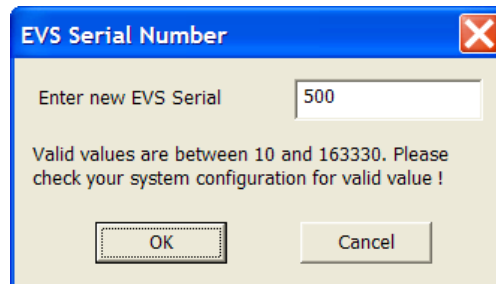 EVS Serial Number
Enter new EVS Serial 500
Valid values are between 10 and 163330. Please
check your system configuration for valid value !
OK Cancel